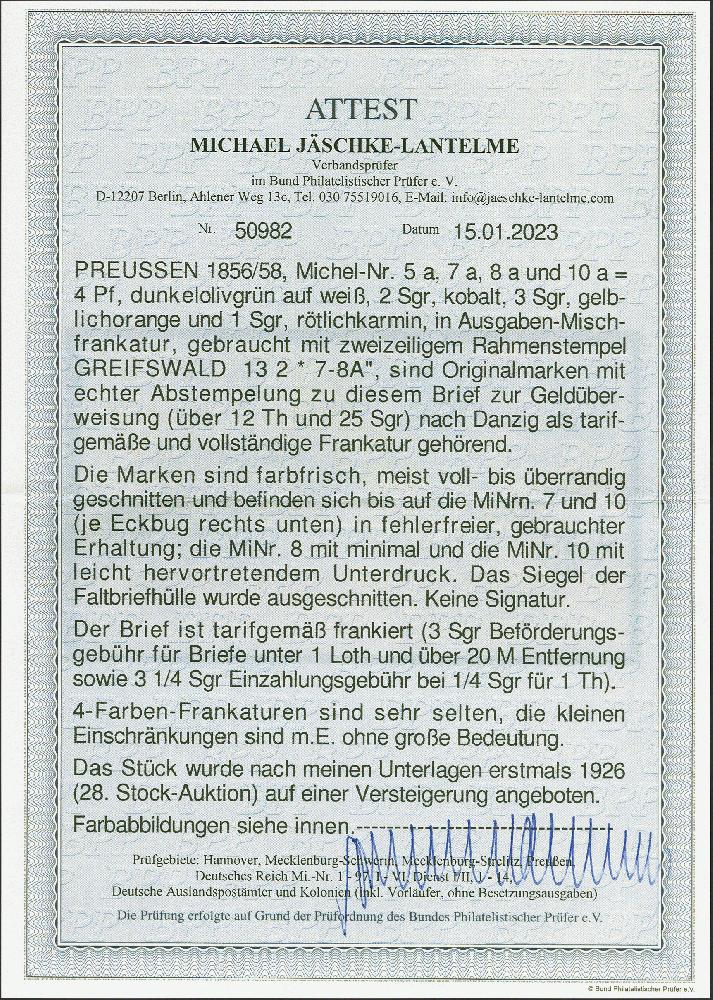 ATTEST
MICHAEL JÄSCHKE-LANTELME
Verbandsprüfer
im Bund Philatelistischer Prüfer e. V.
D-12207 Berlin, Ahlener Weg 13c, Tel. 030 75519016, E-Mail: info@jaeschke-lantelme.com
Nr. 50982 Datum 15.01.2023
PREUSSEN 1856/58, Michel-Nr. 5 a, 7 a, 8 a und 10 a =
4 Pf, dunkelolivgrün auf weiß, 2 Sgr, kobalt, 3 Sgr, gelb-
lichorange und 1 Sgr, rötlichkarmin, in Ausgaben-Misch-
frankatur, gebraucht mit zweizeiligem Rahmenstempel
GREIFSWALD 13 2 * 7-8A", sind Originalmarken mit
echter Abstempelung zu diesem Brief zur Geldüber-
weisung (über 12 Th und 25 Sgr) nach Danzig als tarif-
gemäße und vollständige Frankatur gehörend.
Die Marken sind farbfrisch, meist voll- bis überrandig
geschnitten und befinden sich bis auf die MiNrn. 7 und 10
(je Eckbug rechts unten) in fehlerfreier, gebrauchter
Erhaltung; die MiNr. 8 mit minimal und die MiNr. 10 mit
leicht hervortretendem Unterdruck. Das Siegel der
Faltbriefhülle wurde ausgeschnitten. Keine Signatur.
Der Brief ist tarifgemäß frankiert (3 Sgr Beförderungs-
gebühr für Briefe unter 1 Loth und über 20 M Entfernung
sowie 3 1/4 Sgr Einzahlungsgebühr bei 1/4 Sgr für 1 Th).
4-Farben-Frankaturen sind sehr selten, die kleinen
Einschränkungen sind m.E. ohne große Bedeutung.
Das Stück wurde nach meinen Unterlagen erstmals 1926
(28. Stock-Auktion) auf einer Versteigerung angeboten.
Farbabbildungen siehe innen.--------------------------------
Prüfgebiete: Hannover, Mecklenburg-Schwerin, Mecklenburg-Strelitz, Preußen,
Deutsches Reich Mi.-Nr. 1 - 97, I - VI, Dienst VII, 1 - 14,
Deutsche Auslandspostämter und Kolonien (inkl. Vorläufer, ohne Besetzungsausgaben)
Die Prüfung erfolgte auf Grund der Prüfordnung des Bundes Philatelistischer Prüfer e.V.
© Bund Philatelistischer Prüfer e.V.